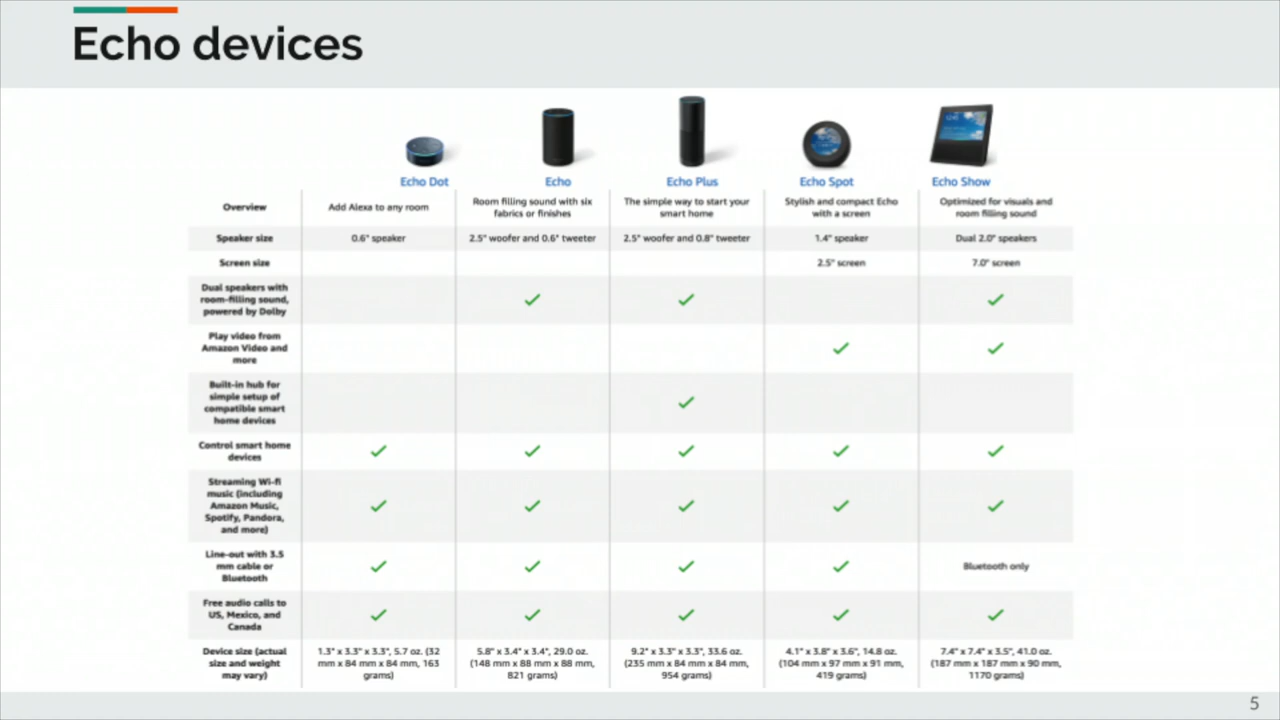 Echo devices
Echo Dot
Echo
Echo Plus
Echo Spot
Echo Show
Overview
Add Alexa to any room
Room filling sound with six
fabrics or finishes
The simple way to start your
smart home
Stylish and compact Echo
with a screen
Optimized for visuals and
room filling sound
Speaker size
0.6" speaker
2.5" woofer and 0.6" tweeter
2.5" woofer and 0.8" tweeter
1.4" speaker
Dual 2.0" speakers
Screen size
2.5" screen
7.0" screen
Dual speakers with
room-filling sound,
powered by Dolby
Play video from
Amazon Video and
more
Built-in hub for
simple setup of
compatible smart
home devices
Control smart home
devices
Streaming Wi-fi
music (including
Amazon Music,
Spotify, Pandora,
and more)
Line-out with 3.5
mm cable or
Bluetooth
Bluetooth only
Free audio calls to
US, Mexico, and
Canada
Device size (actual
size and weight
may vary)
1.3" x 3.3" x 3.3", 5.7 oz. (32
mm x 84 mm x 84 mm, 163
grams)
5.8" x 3.4" x 3.4", 29.0 oz.
(148 mm x 88 mm x 88 mm,
821 grams)
9.2" x 3.3" x 3.3", 33.6 oz.
(235 mm x 84 mm x 84 mm,
954 grams)
4.1" x 3.8" x 3.6", 14.8 oz.
(104 mm x 97 mm x 91 mm,
419 grams)
7.4" x 7.4" x 3.5", 41.0 oz.
(187 mm x 187 mm x 90 mm,
1170 grams)
5